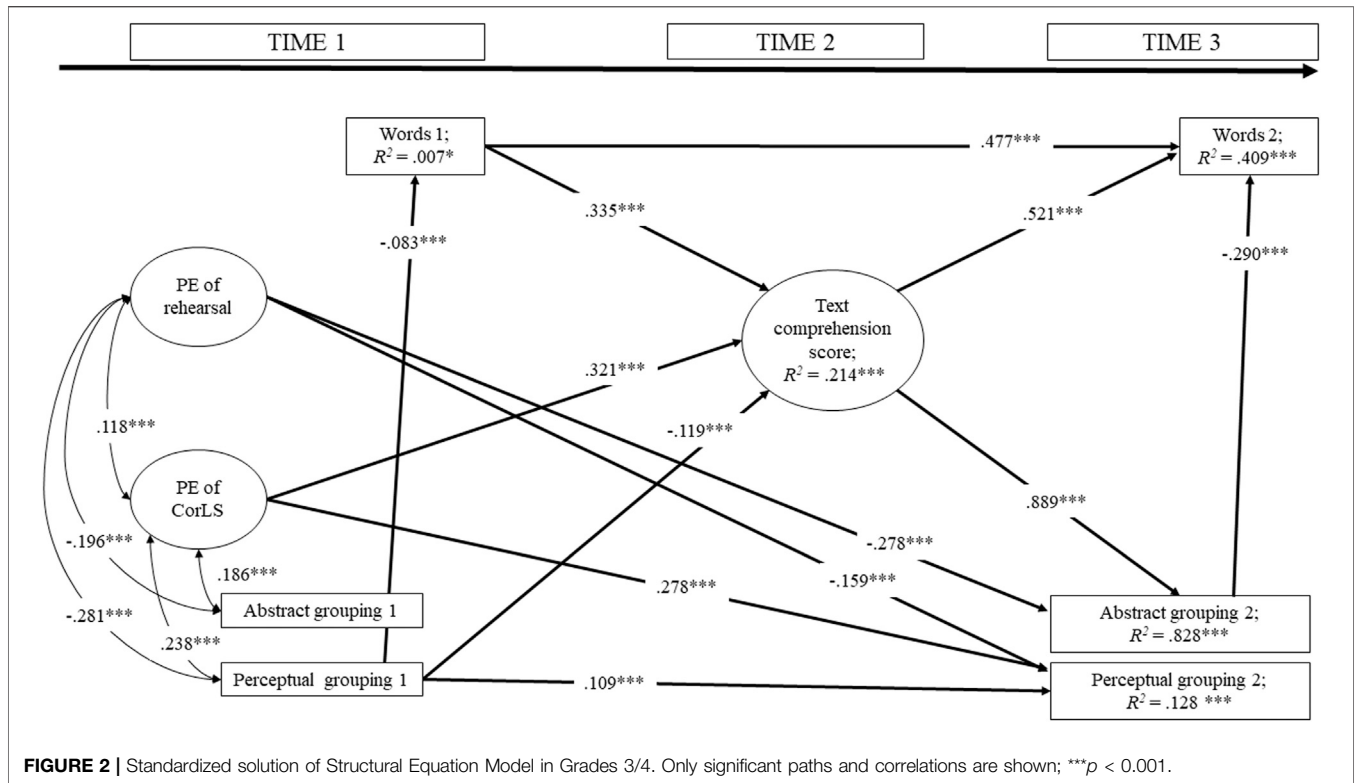 TIME 1
TIME 2
TIME 3
Words 1;
R² = .007*
.477***
Words 2;
R² = .409***
.335***
.521***
-.083***
-.290***
PE of
rehearsal
Text
comprehension
score;
R² = .214***
.321***
.118***
-.119***
PE of
CorLS
.889***
-.196***
-.278***
.186***
.278***
-.159***
-.281***
Abstract grouping 1
Abstract grouping 2;
R² = .828***
.238***
Perceptual grouping 1
.109***
Perceptual grouping 2;
R² = .128 ***
FIGURE 2 | Standardized solution of Structural Equation Model in Grades 3/4. Only significant paths and correlations are shown; ***p < 0.001.